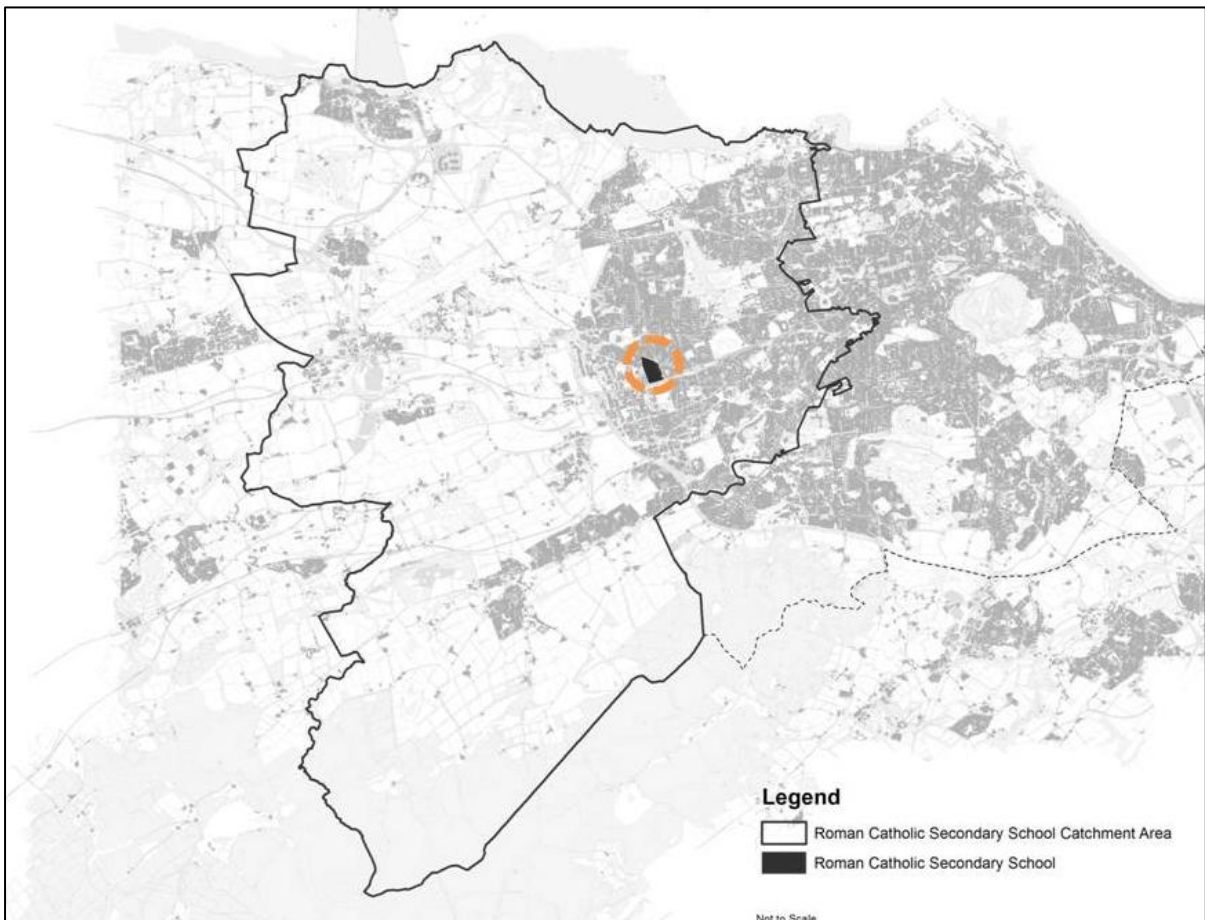 Legend
Roman Catholic Secondary School Catchment Area
Roman Catholic Secondary School
Not to Scale